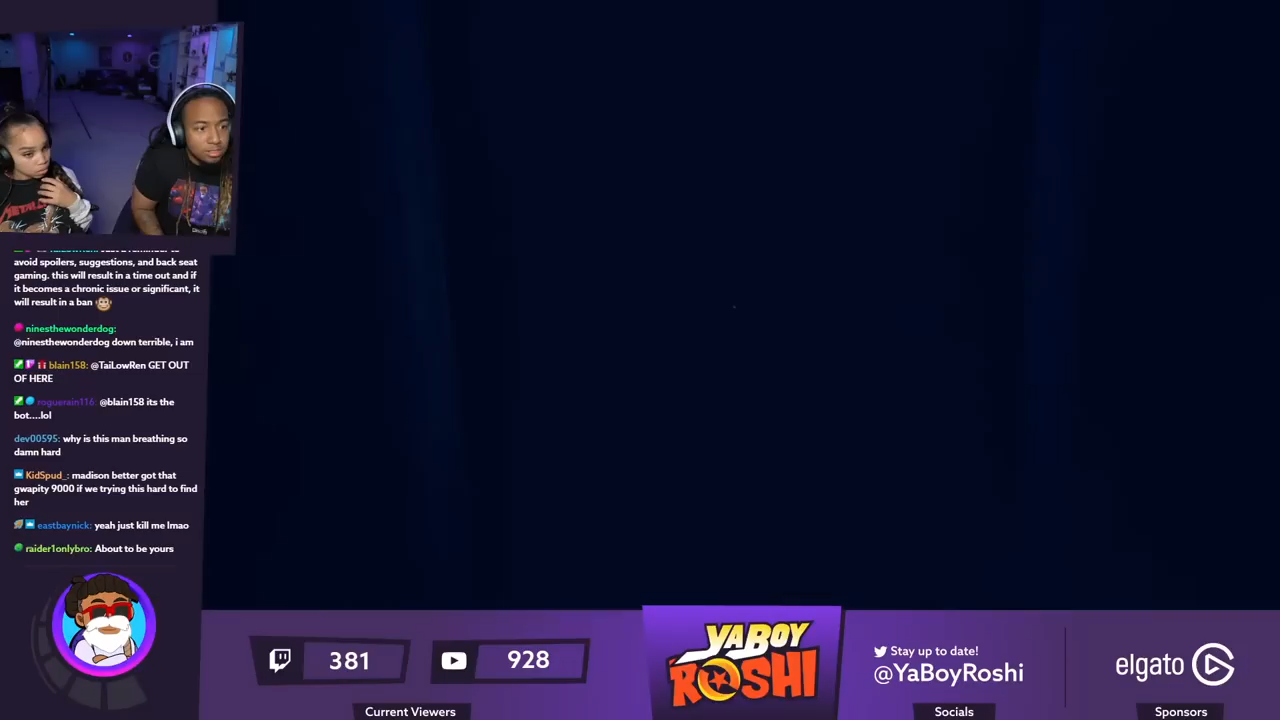 avoid spoilers, suggestions, and back seat
gaming. this will result in a time out and if
it becomes a chronic issue or significant, it
will result in a ban
ninesthewonderdog:
@ninesthewonderdog down terrible, i am
blain158: @TaiLowRen GET OUT
OF HERE
roguerain116: @blain158 its the
bot....lol
dev00595: why is this man breathing so
damn hard
KidSpud_: madison better got that
gwapity 9000 if we trying this hard to find
her
eastbaynick: yeah just kill me lmao
raider1onlybro: About to be yours
381
928
Current Viewers
YABOY
ROSHI
Stay up to date!
@YaBoyRoshi
Socials
elgato
Sponsors